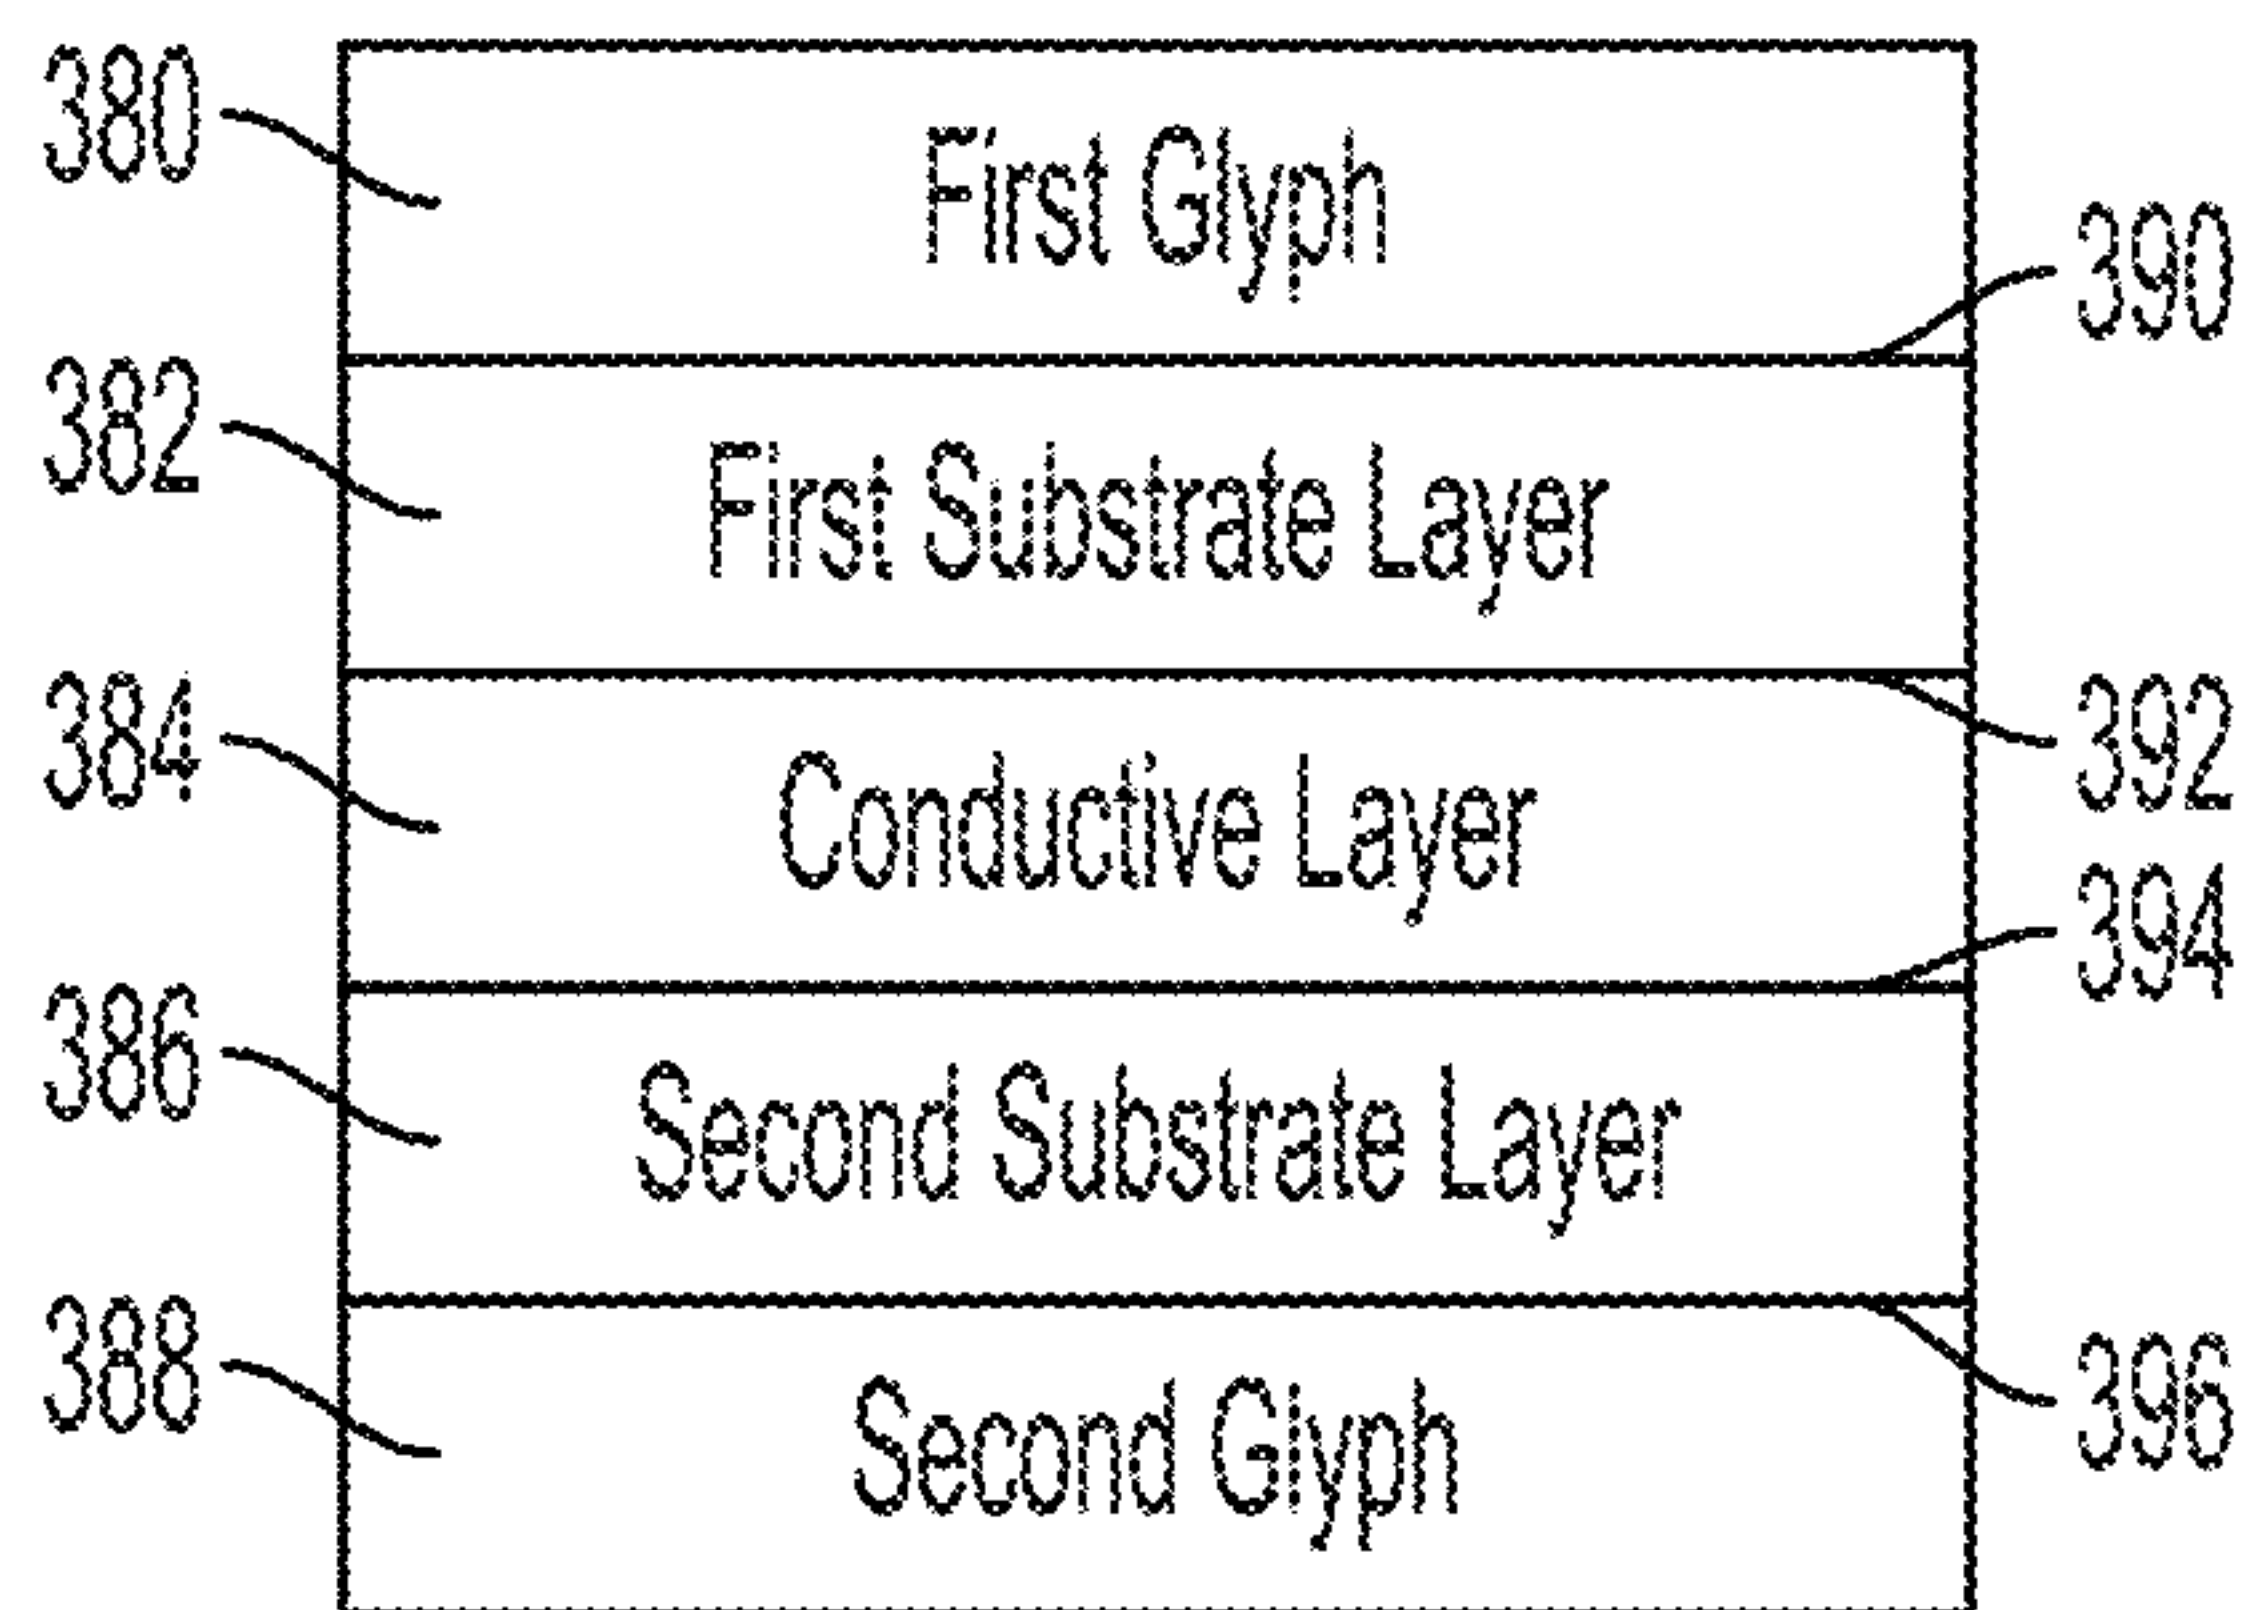 380
First Glyph
390
382
First Substrate Layer
384
392
Conductive Layer
394
386
Second Substrate Layer
388
396
Second Glyph